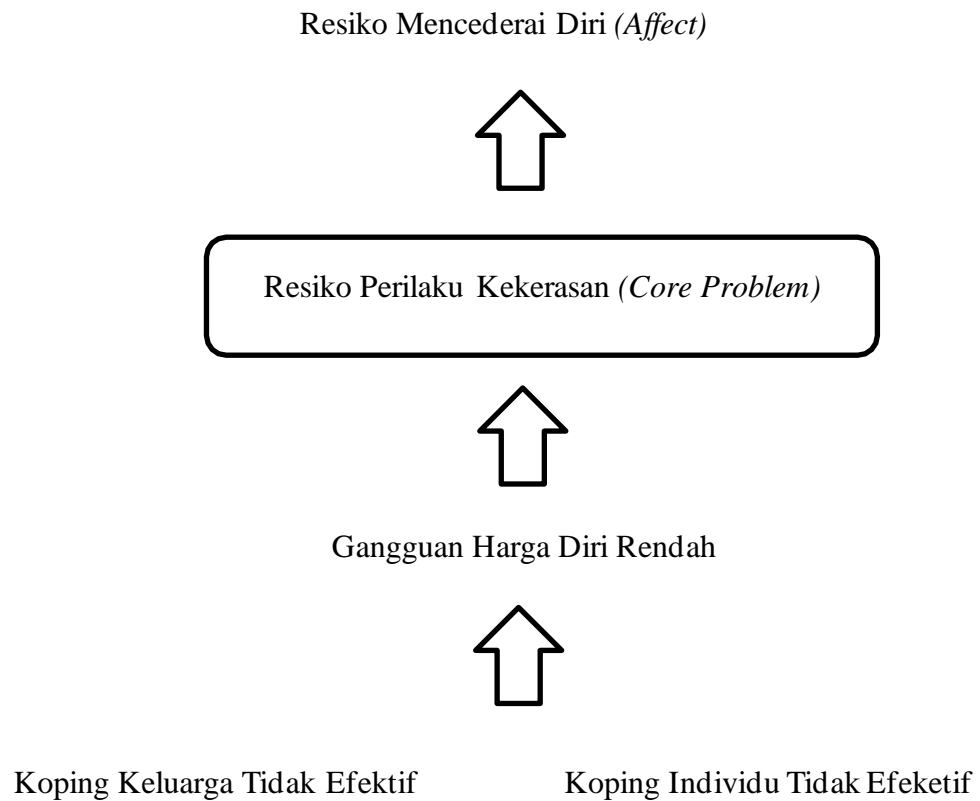 Resiko Mencederai Diri (Affect)
Resiko Perilaku Kekerasan (Core Problem)
Gangguan Harga Diri Rendah
Koping Keluarga Tidak Efektif Koping Individu Tidak Efeketif